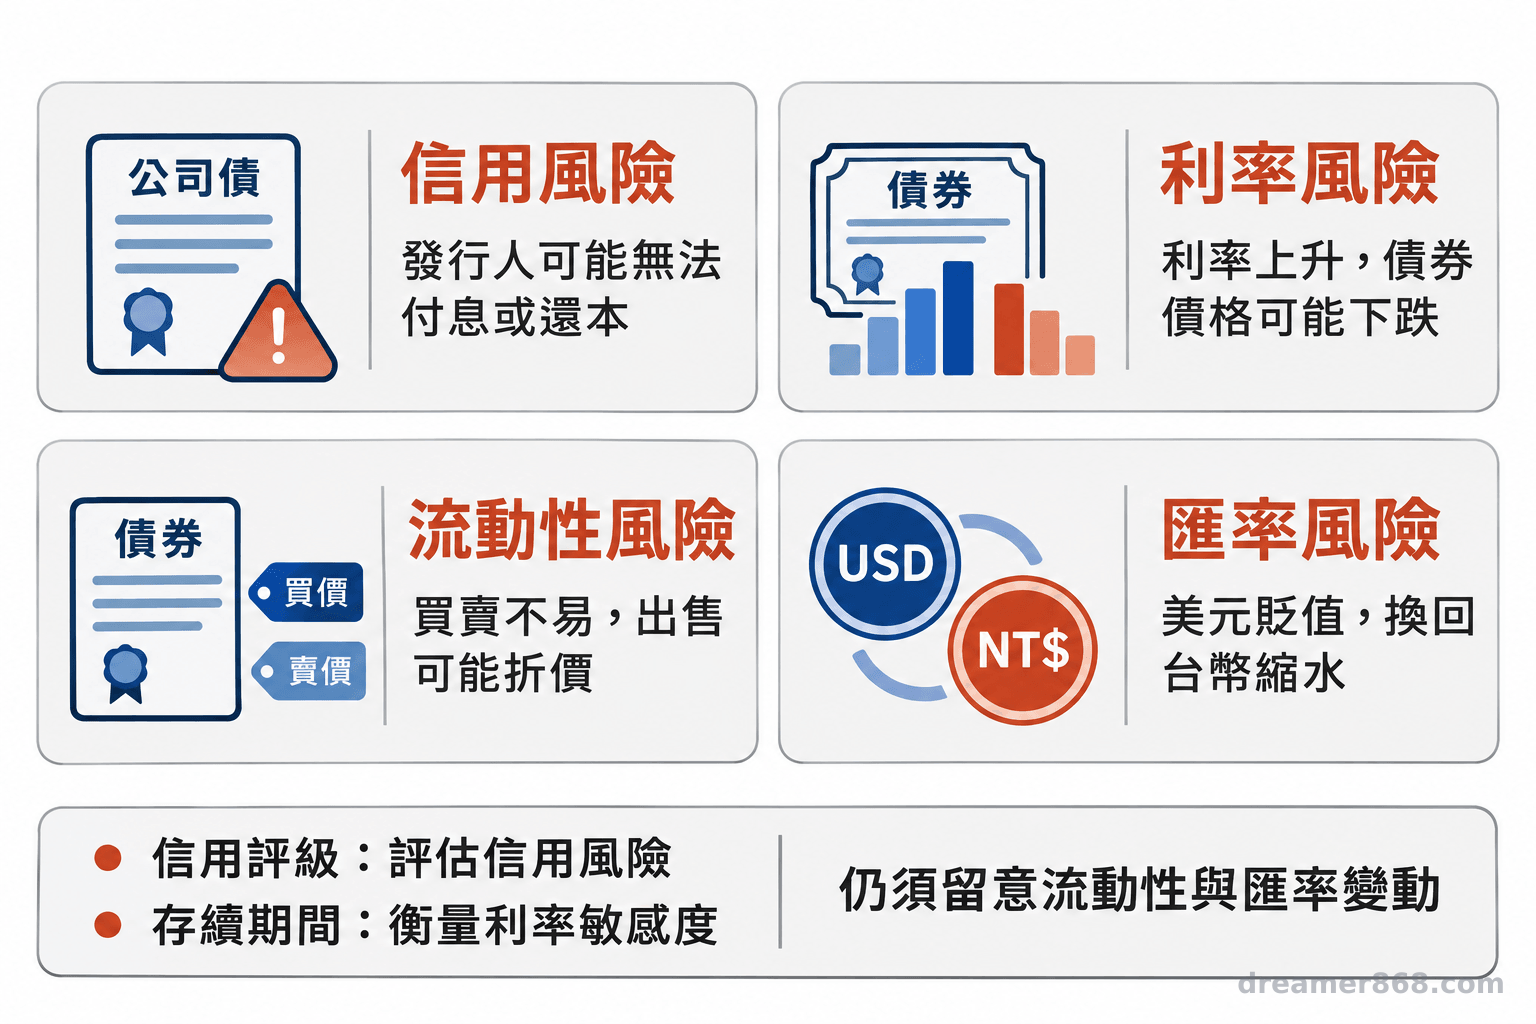 公司債
信用風險
發行人可能無法
付息或還本
債券
利率風險
利率上升，債券
債格可能下跌
債券
買價
賣價
流動性風險
買賣不易，出售
可能折價
USD
NT$
匯率風險
美元貶值，換回
台幣縮水
信用評級：評估信用風險
存續期間：衡量利率敏感度
仍須留意流動性與匯率變動
dreamer868.com